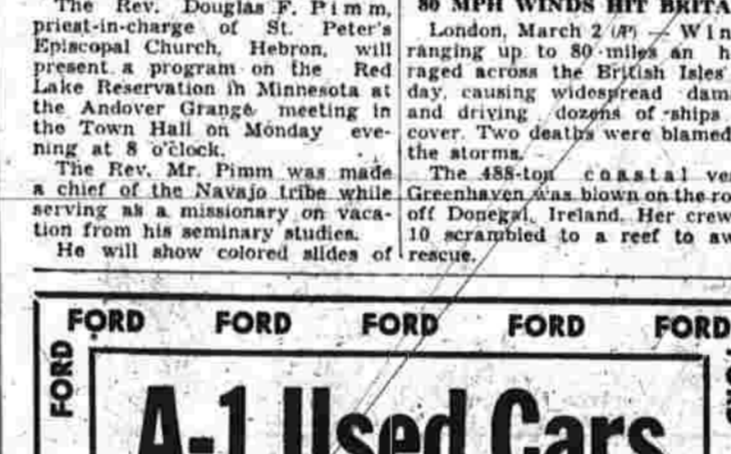 The Rev. Douglas F. Pimm,
priest-in-charge of St. Peter's
Episcopal Church, Hebron, will
present a program on the Red
Lake Reservation in Minnesota at
the Andover Grange meeting in
the Town Hall on Monday eve-
ning at 8 o'clock.
The Rev. Mr. Pimm was made
a chief of the Navajo tribe while
serving as a missionary on vaca-
tion from his seminary studies.
He will show colored slides of
80 MPH WINDS HIT BRITA
London, March 2 (AP) — Win
ranging up to 80 miles an h
raged across the British Isles
day, causing widespread dam
and driving dozens of ships
cover. Two deaths were blamed
the storms.
The 488-ton coastal ve
Greenhaven was blown on the ro
off Donegal, Ireland. Her crew
10 scrambled to a reef to aw
rescue.
FORD FORD FORD FORD FORD
FORD
A-1 Used Cars